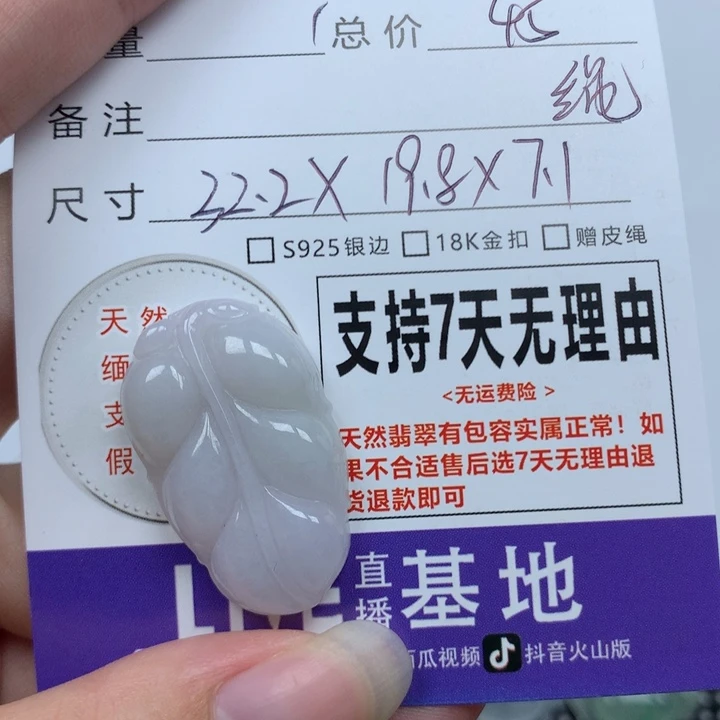 量 1 总价
备注 绳
尺寸 32.2X 19.8X7.1
S925银边 18K金扣 赠皮绳
天然
缅
支
假
支持7天无理由
<无运费险 >
天然翡翠有包容实属正常！如
果不合适售后选7天无理由退
货退款即可
直播基地
西瓜视频 抖音火山版